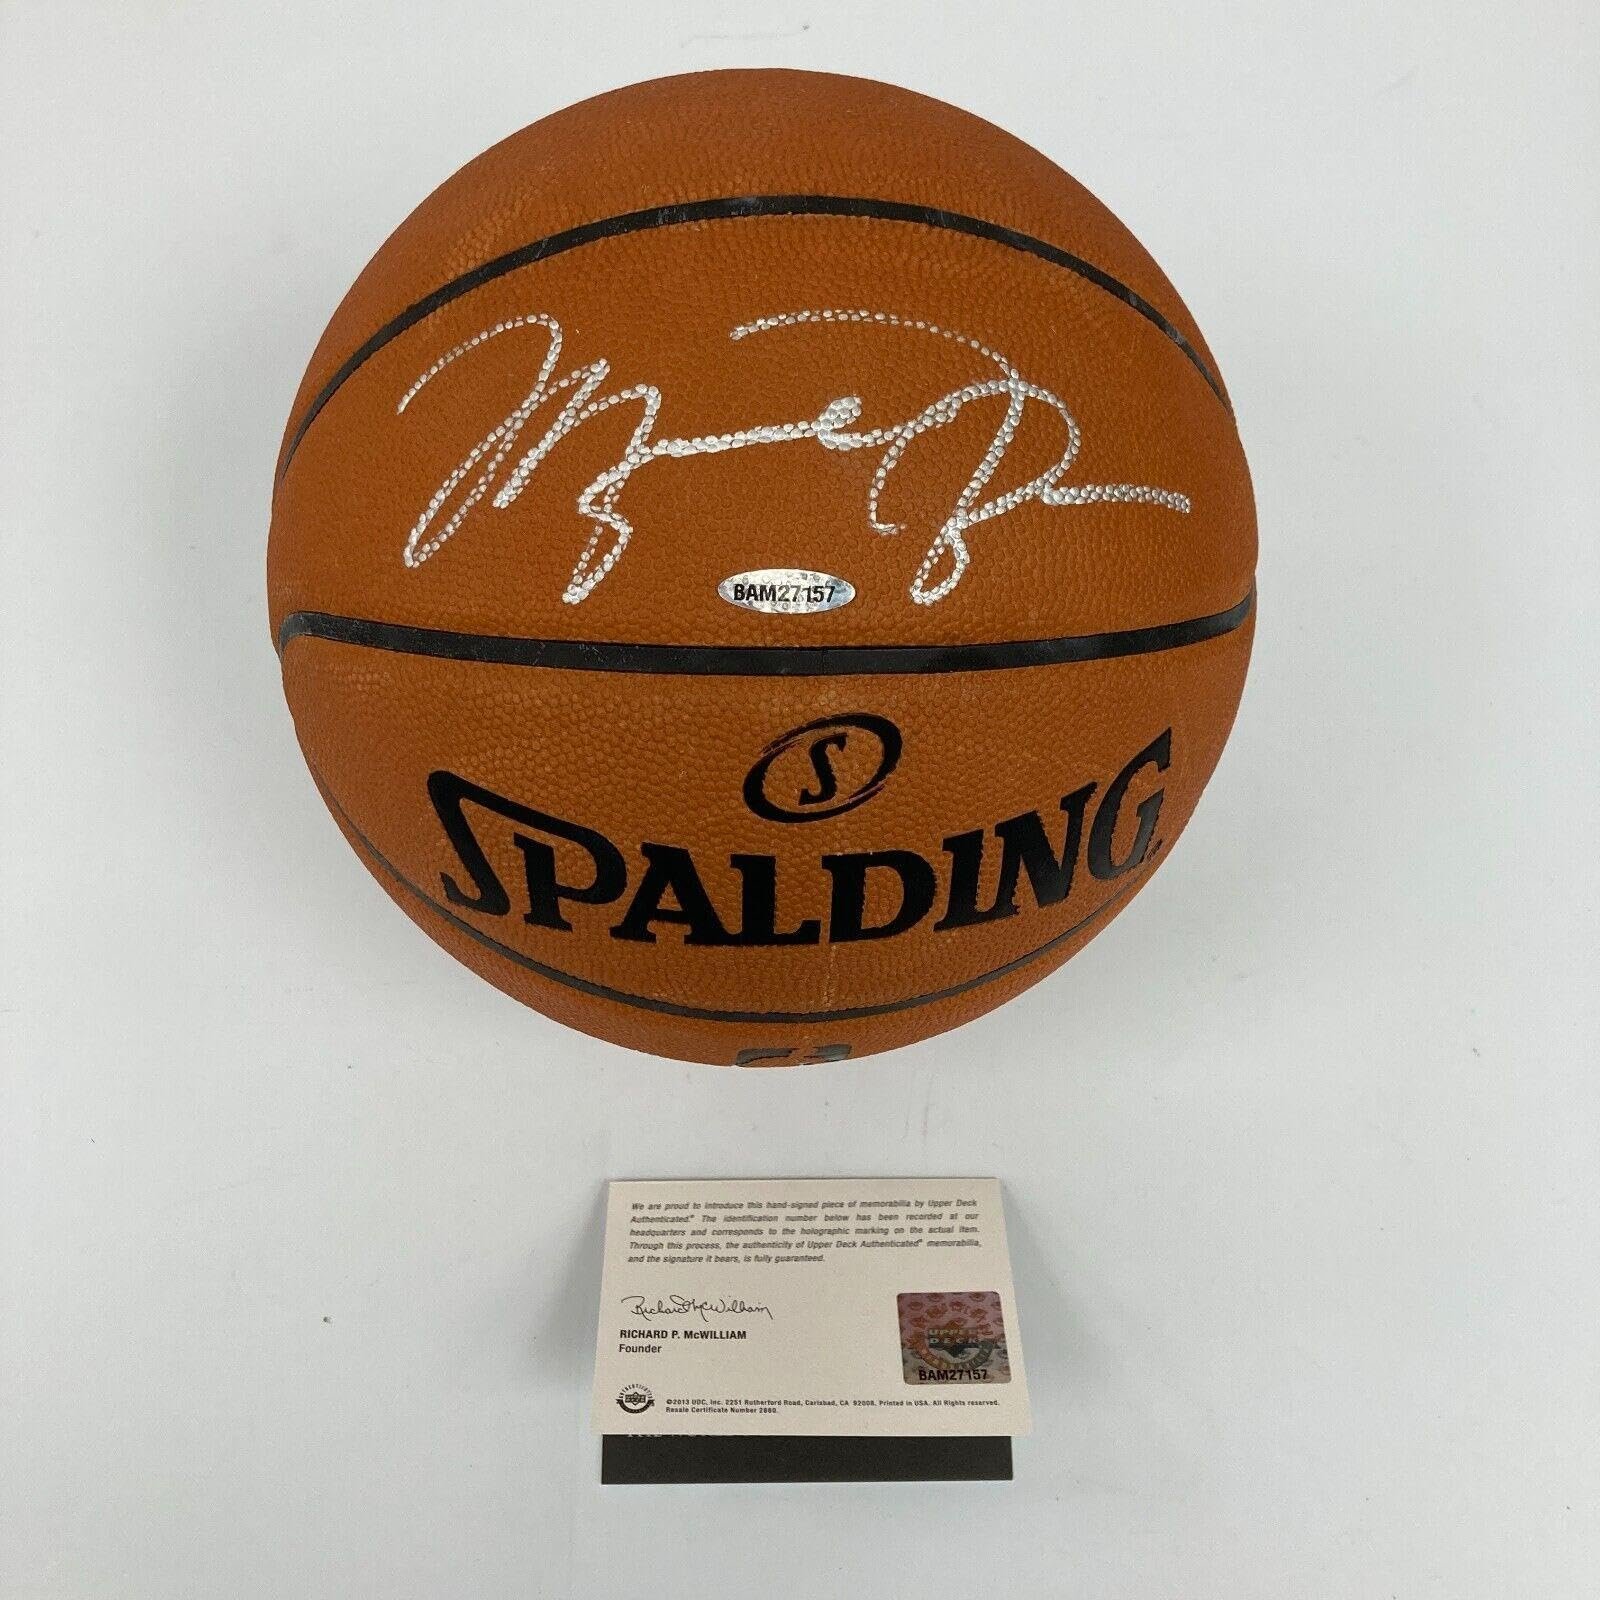 BAM27157
S
SPALDING
We are proud to introduce this hand-signed piece of memorabilia by Upper Deck
Authenticated.® The identification number below has been recorded at our
headquarters and corresponds to the holographic marking on the actual item.
Through this process, the authenticity of Upper Deck Authenticated® memorabilia,
and the signature it bears, is fully guaranteed.
Richard McWilliam
RICHARD P. McWILLIAM
Founder
UPPER
DECK
BAM27157
AUTHENTICATED
©2013 UDC, Inc. 2251 Rutherford Road, Carlsbad, CA 92008. Printed in USA. All Rights reserved.
Resale Certificate Number 2880.